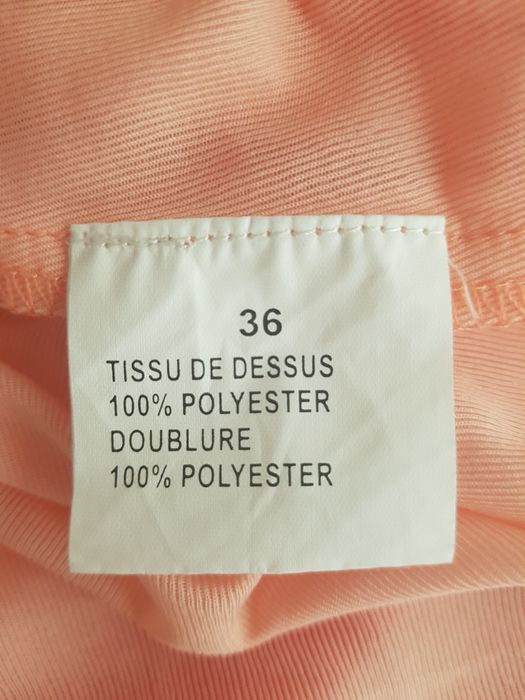 36
TISSU DE DESSUS
100% POLYESTER
DOUBLURE
100% POLYESTER